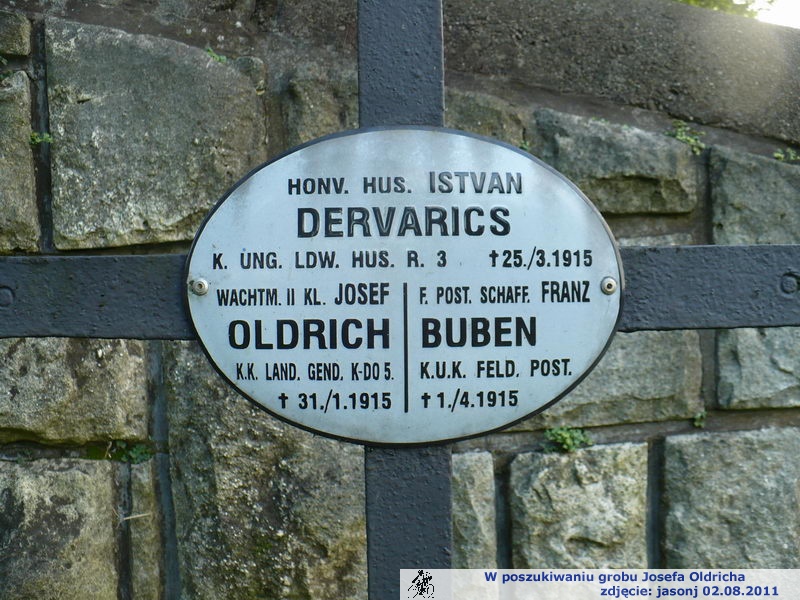 HONV. HUS. ISTVAN
DERVARICS
K. UNG. LDW. HUS. R. 3 †25./3.1915
WACHTM. II KL. JOSEF
OLDRICH
K.K. LAND. GEND. K-DO 5.
† 31./1.1915
F. POST. SCHAFF. FRANZ
BUBEN
K.U.K. FELD. POST.
† 1./4.1915
W poszukiwaniu grobu Josefa Oldricha
zdjęcie: jasonj 02.08.2011